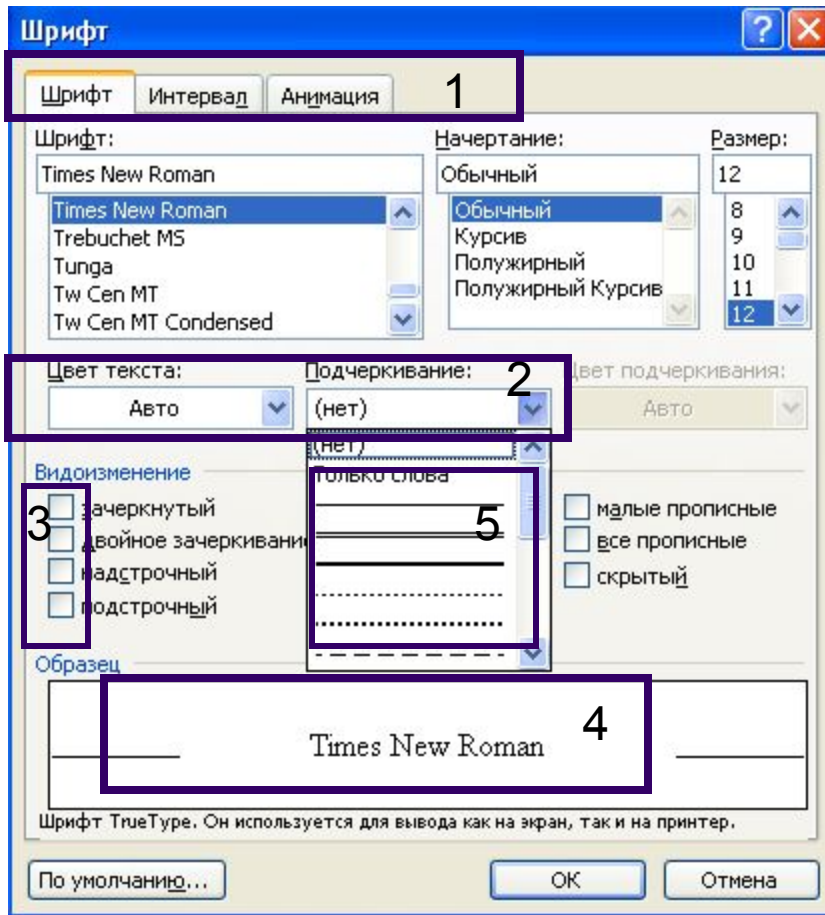 Шрифт
Шрифт Интервал Анимация 1
Шрифт: Начертание: Размер:
Times New Roman Обычный 12
Times New Roman Обычный 8
Trebuchet MS Курсив 9
Tunga Полужирный 10
Tw Cen MT Полужирный Курсив 11
Tw Cen MT Condensed 12
Цвет текста: Подчеркивание: 2 Цвет подчеркивания:
Авто (нет) Авто
(нет)
Только слова
Видоизменение
3 5
зачеркнутый малые прописные
двойное зачеркивание все прописные
надстрочный скрытый
подстрочный
Образец
4
Times New Roman
Шрифт TrueType. Он используется для вывода как на экран, так и на принтер.
По умолчанию... ОК Отмена